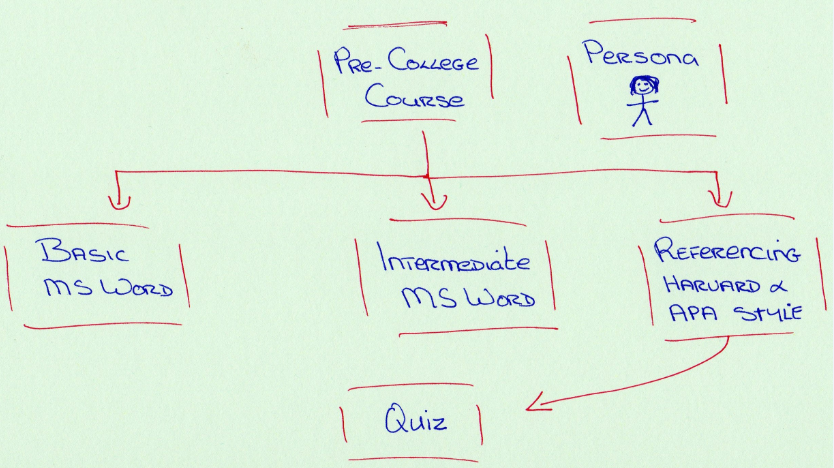 Pre-College
Course
Persona
Basic
MS Word
Intermediate
MS Word
Referencing
Harvard &
APA Style
Quiz